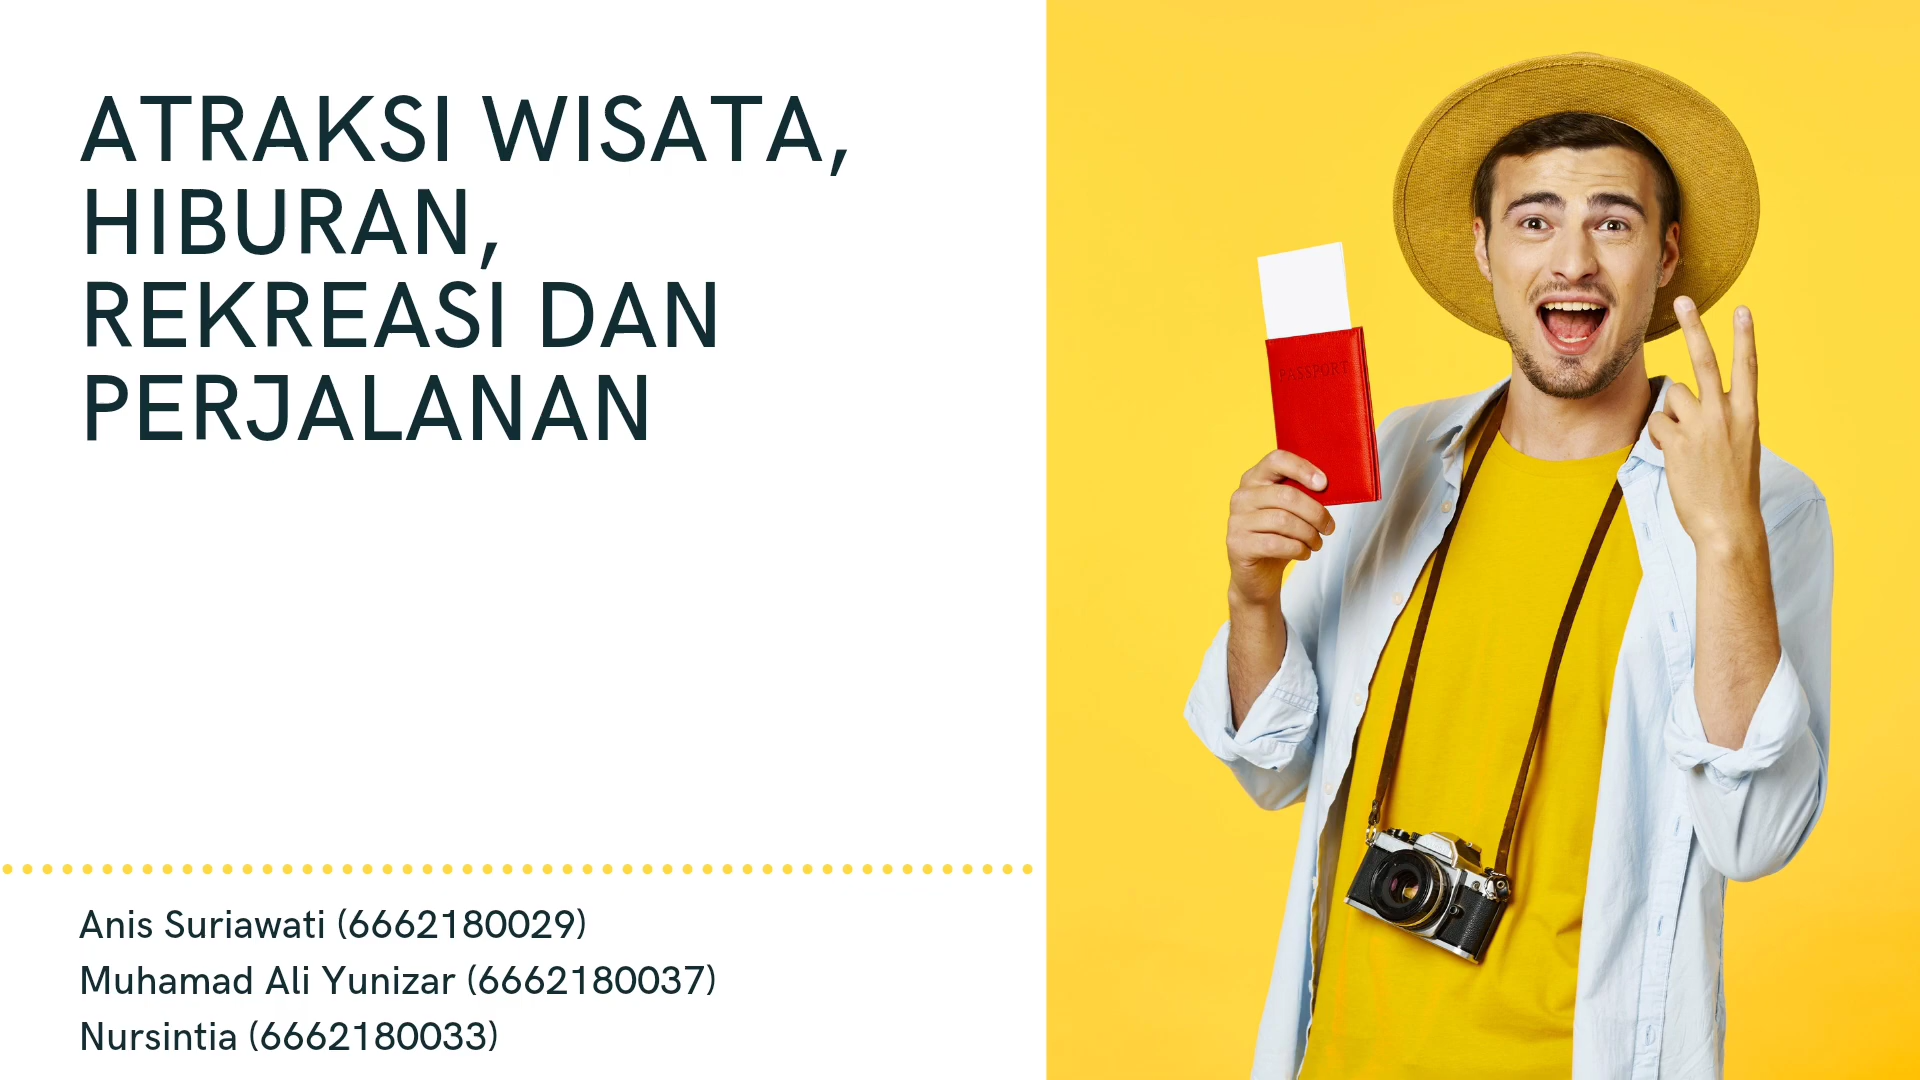 ATRAKSI WISATA,
HIBURAN,
REKREASI DAN
PERJALANAN
PASSPORT
Anis Suriawati (6662180029)
Muhamad Ali Yunizar (6662180037)
Nursintia (6662180033)